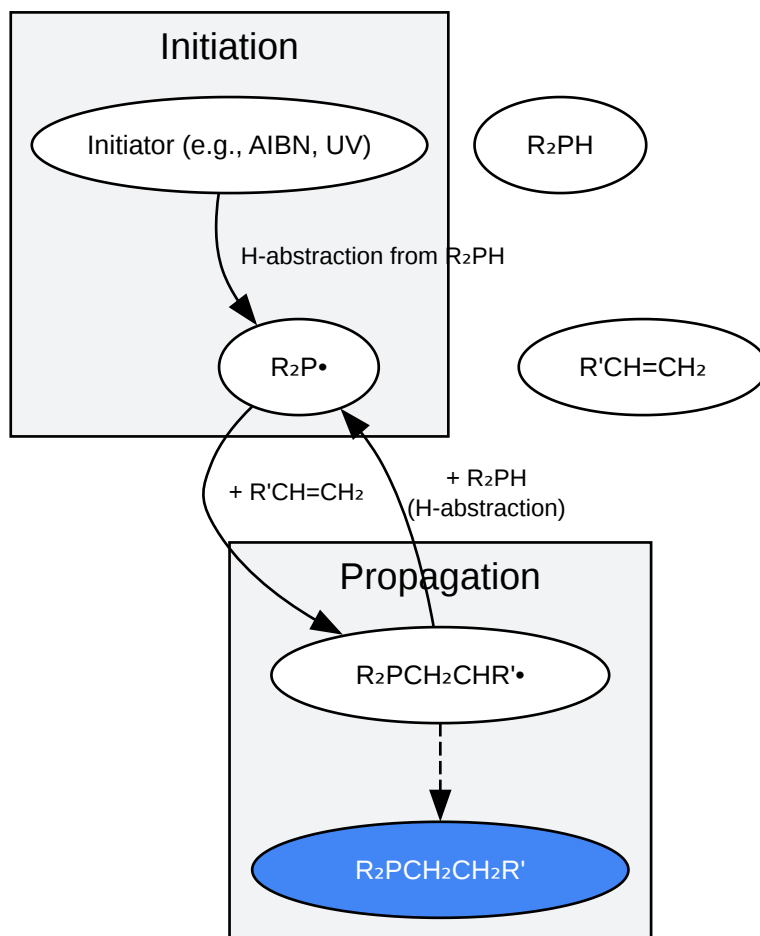 Initiation
Initiator (e.g., AIBN, UV)
R₂PH
H-abstraction from R₂PH
R₂P•
R'CH=CH₂
+ R'CH=CH₂
+ R₂PH
(H-abstraction)
Propagation
R₂PCH₂CHR'•
R₂PCH₂CH₂R'